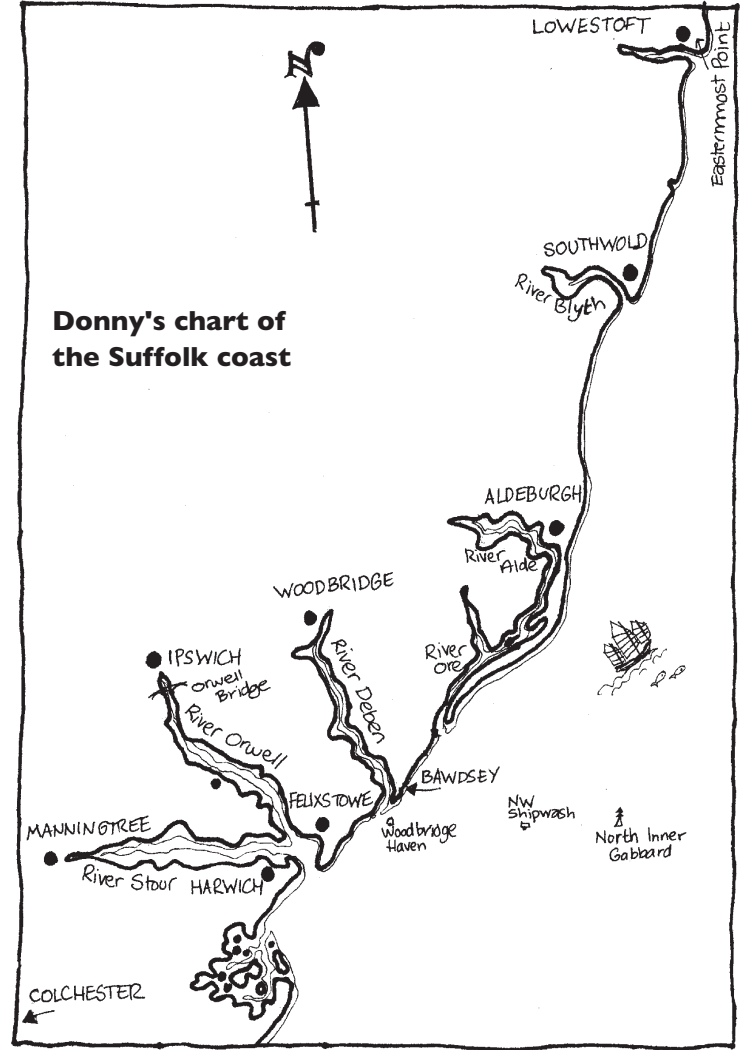 LOWESTOFT
Easternmost Point
N
SOUTHWOLD
River Blyth
Donny's chart of
the Suffolk coast
ALDEBURGH
River
Alde
WOODBRIDGE
River Deben
River
Ore
IPSWICH
Orwell
Bridge
River Orwell
BAWDSEY
FELIXSTOWE
NW
Shipwash
North Inner
Gabbard
Woodbridge
Haven
MANNINGTREE
River Stour
HARWICH
COLCHESTER